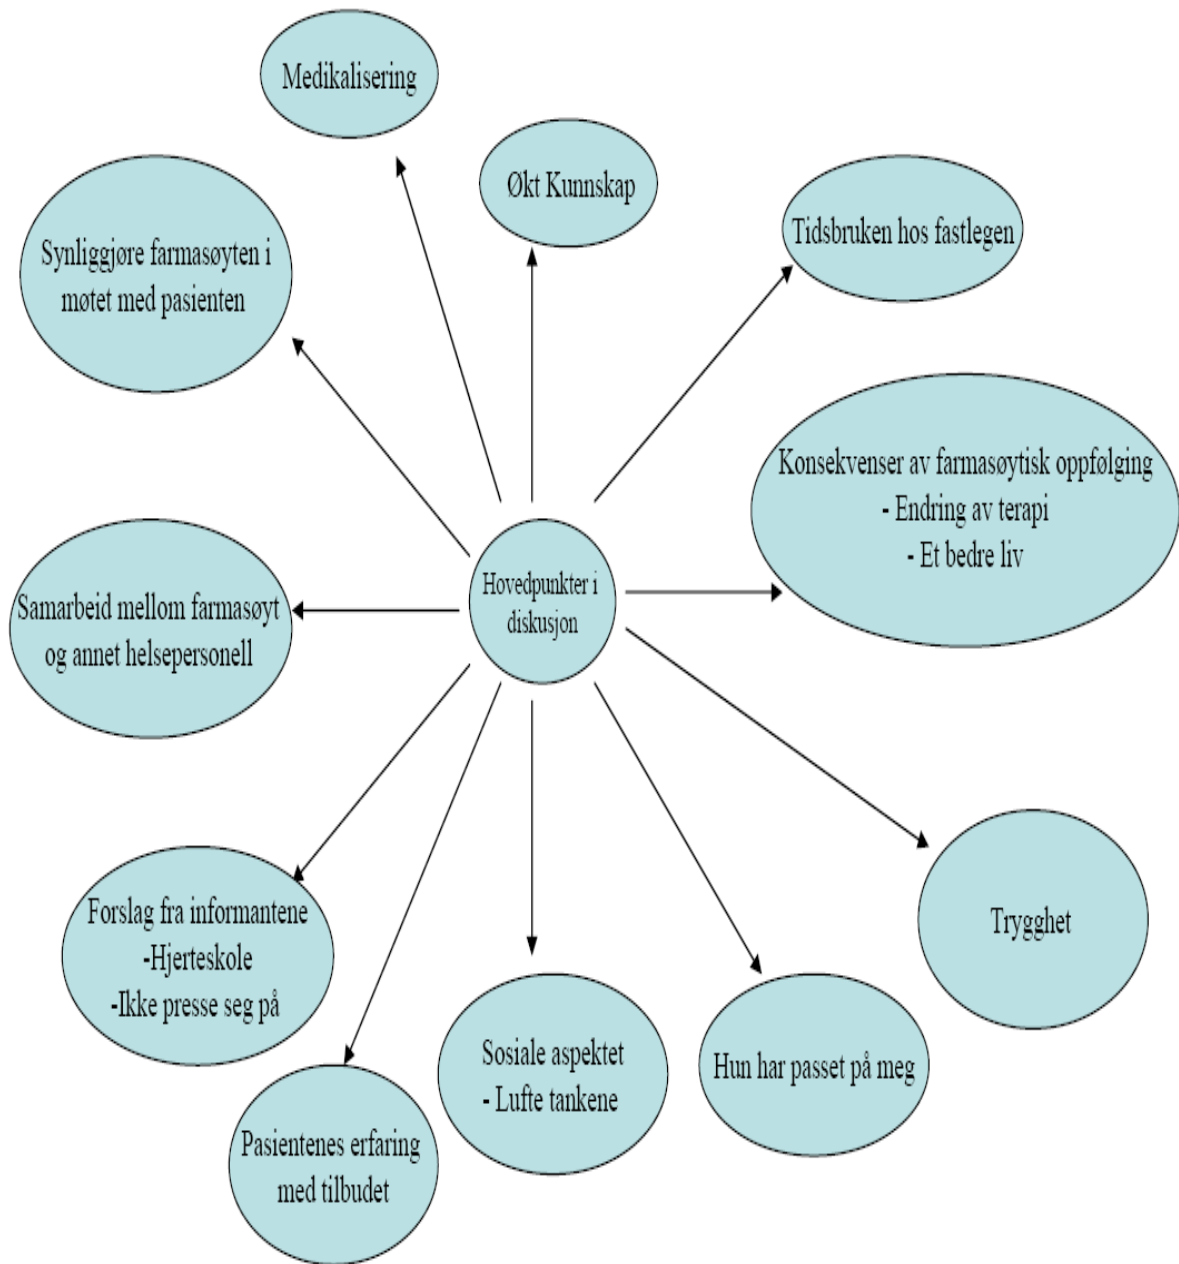 Medikalisering
Økt Kunnskap
Tidsbruken hos fastlegen
Synliggjøre farmasøyten i
møtet med pasienten
Konsekvenser av farmasøytisk oppfølging
- Endring av terapi
- Et bedre liv
Hovedpunkter i
diskusjon
Samarbeid mellom farmasøyt
og annet helsepersonell
Forslag fra informantene
-Hjerteskole
-Ikke presse seg på
Trygghet
Sosiale aspektet
- Lufte tankene
Hun har passet på meg
Pasientenes erfaring
med tilbudet